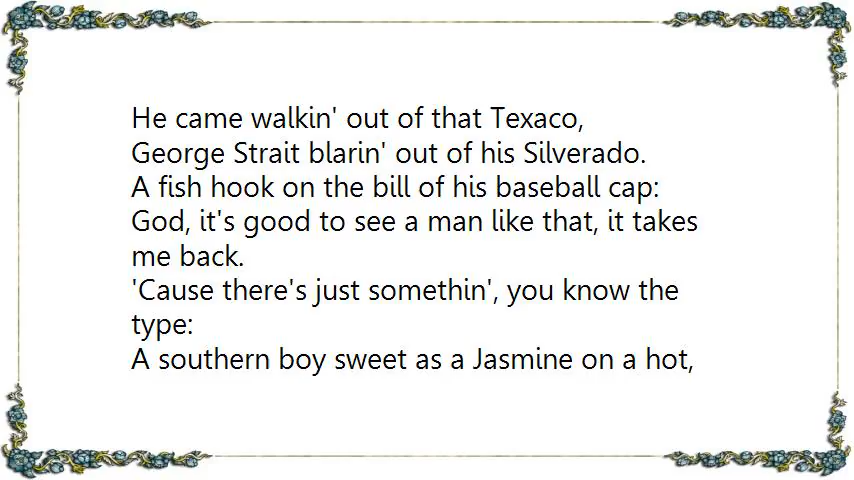 He came walkin' out of that Texaco,
George Strait blarin' out of his Silverado.
A fish hook on the bill of his baseball cap:
God, it's good to see a man like that, it takes
me back.
'Cause there's just somethin', you know the
type:
A southern boy sweet as a Jasmine on a hot,